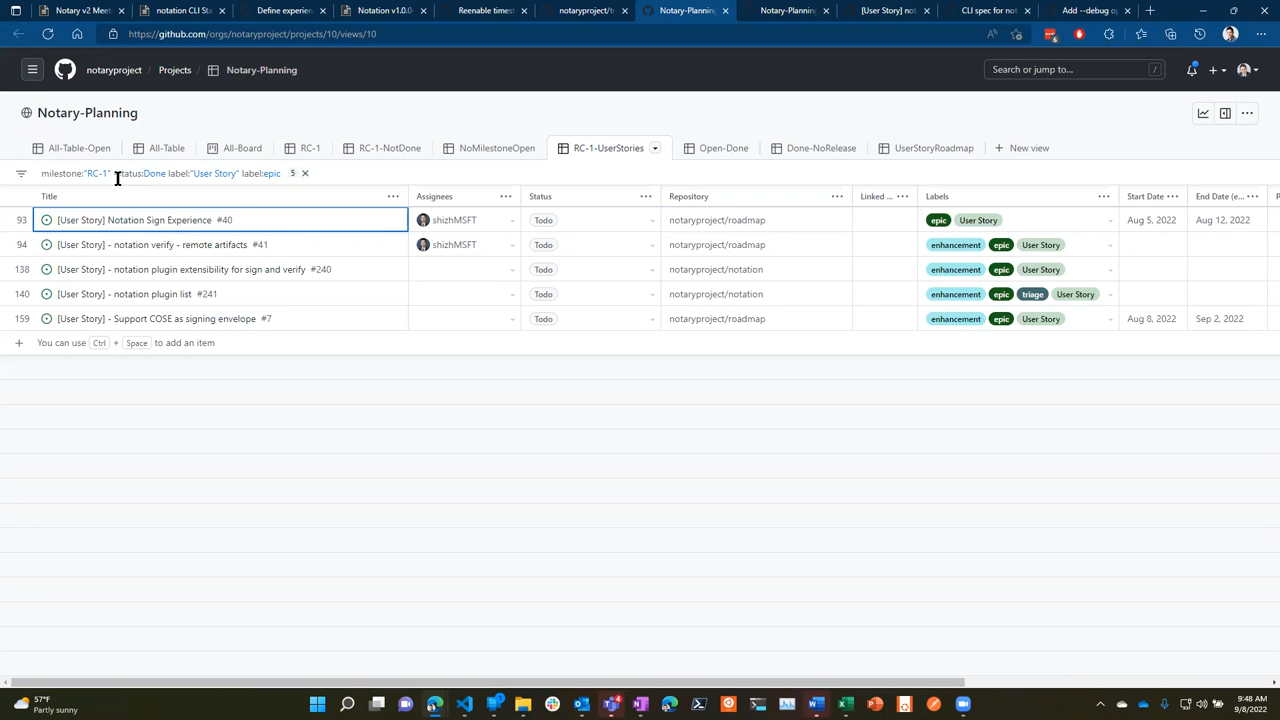 Notary v2 Meet
notation CLI Sta
Define experien
Notation v1.0.0-
Reenable timest
notaryproject/t
Notary-Planning
Notary-Planning
[User Story] not
CLI spec for not
Add --debug op
https://github.com/orgs/notaryproject/projects/10/views/10
6
notaryproject
Projects
Notary-Planning
Search or jump to...
/
Notary-Planning
All-Table-Open
All-Table
All-Board
RC-1
RC-1-NotDone
NoMilestoneOpen
RC-1-UserStories
Open-Done
Done-NoRelease
UserStoryRoadmap
New view
milestone:"RC-1" status:Done label:"User Story" label:epic 5
Title Assignees Status Repository Linked Labels Start Date End Date (e... P
93 [User Story] Notation Sign Experience #40 shizhMSFT Todo notaryproject/roadmap epic User Story Aug 5, 2022 Aug 12, 2022
94 [User Story] - notation verify - remote artifacts #41 shizhMSFT Todo notaryproject/roadmap enhancement epic User Story
138 [User Story] - notation plugin extensibility for sign and verify #240 Todo notaryproject/notation enhancement epic User Story
140 [User Story] - notation plugin list #241 Todo notaryproject/notation enhancement epic triage User Story
159 [User Story] - Support COSE as signing envelope #7 Todo notaryproject/roadmap enhancement epic User Story Aug 8, 2022 Sep 2, 2022
You can use Ctrl + Space to add an item
57°F
Partly sunny
9:48 AM
9/8/2022